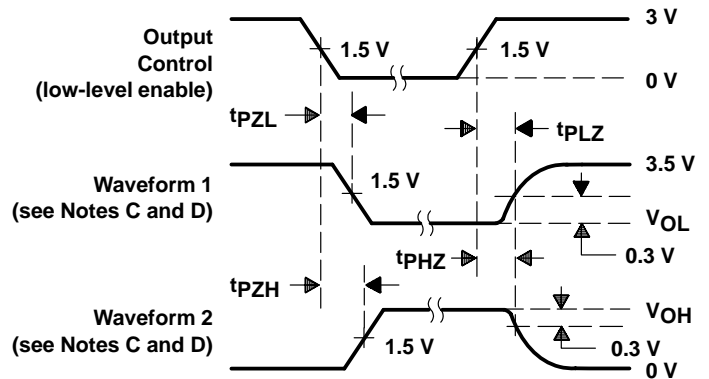 Output
Control
(low-level enable)
3 V
1.5 V
1.5 V
0 V
tPZL
tPLZ
Waveform 1
(see Notes C and D)
3.5 V
1.5 V
VOL
0.3 V
tPHZ
tPZH
Waveform 2
(see Notes C and D)
VOH
1.5 V
0.3 V
0 V